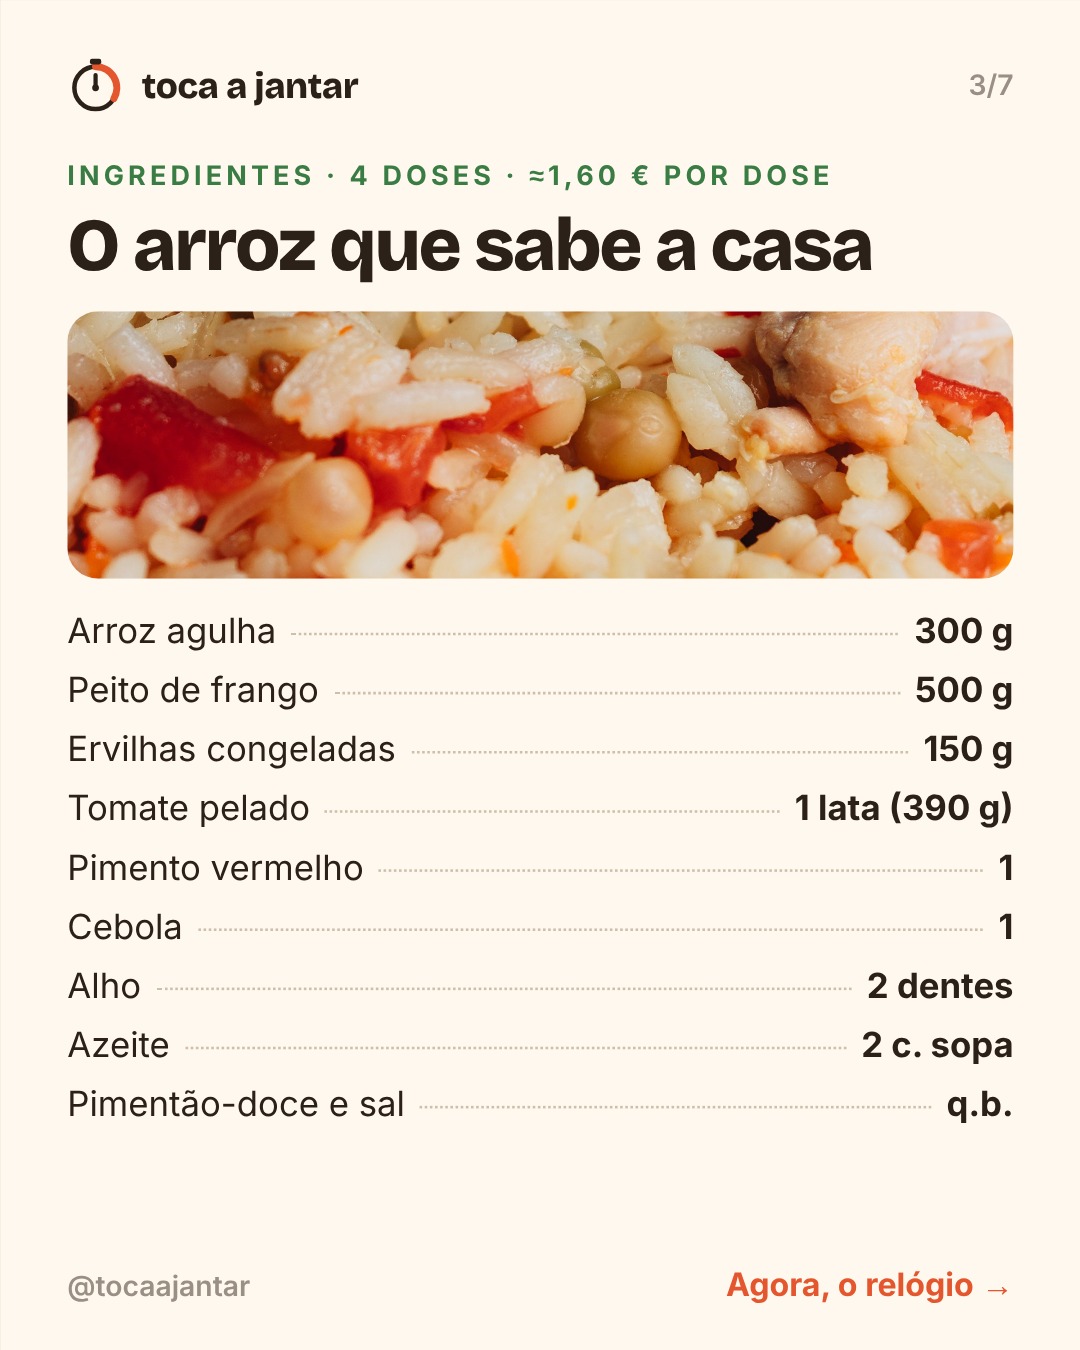 toca a jantar
3/7
INGREDIENTES · 4 DOSES · ≈1,60 € POR DOSE
O arroz que sabe a casa
Arroz agulha 300 g
Peito de frango 500 g
Ervilhas congeladas 150 g
Tomate pelado 1 lata (390 g)
Pimento vermelho 1
Cebola 1
Alho 2 dentes
Azeite 2 c. sopa
Pimentão-doce e sal q.b.
@tocaajantar
Agora, o relógio →